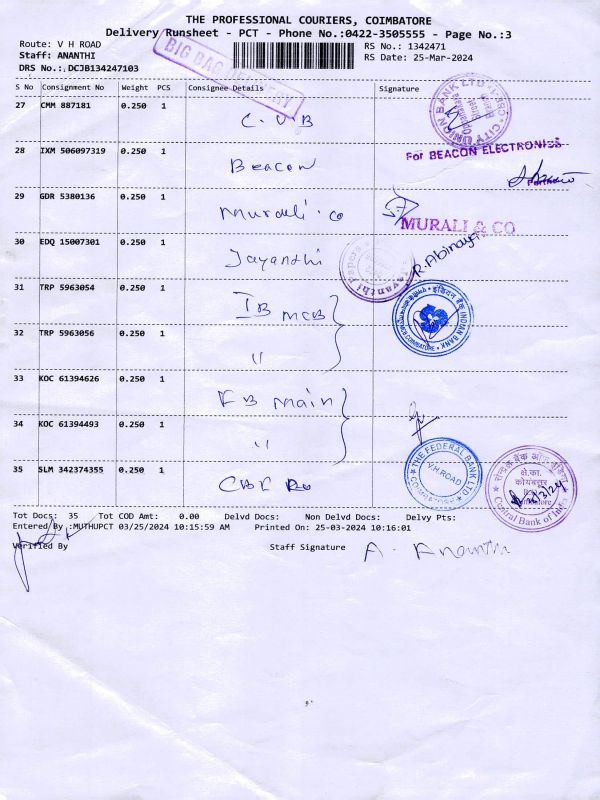 THE PROFESSIONAL COURIERS, COIMBATORE
Delivery Runsheet - PCT - Phone No.:0422-3505555 - Page No.:3
Route: V H ROAD
RS No.: 1342471
Staff: ANANTHI
RS Date: 25-Mar-2024
DRS No.:.DCJB134247103
BIG BAG DELIVERY
S No Consignment No Weight PCS Consignee Details Signature
27 CMM 887181 0.250 1 C.U.B
CITY UNION BANK LTD
28 IXM 506097319 0.250 1 Beacon
For BEACON ELECTRONICS
29 GDR 5380136 0.250 1 Murali.co
MURALI & CO
30 EDQ 15007301 0.250 1 Jayanthi
R. Abinaya
31 TRP 5963054 0.250 1 IB MCB
इंडियन बैंक INDIAN BANK
COIMBATORE
32 TRP 5963056 0.250 1 "
33 KOC 61394626 0.250 1 FB Main
34 KOC 61394493 0.250 1 "
THE FEDERAL BANK LTD
V.H ROAD
35 SLM 342374355 0.250 1
क्षे.का.
Central Bank of India
Tot Docs: 35 Tot COD Amt: 0.00 Delvd Docs: Non Delvd Docs: Delvy Pts:
Entered By :MUTHUPCT 03/25/2024 10:15:59 AM Printed On: 25-03-2024 10:16:01
Verified By Staff Signature A. Ananthi